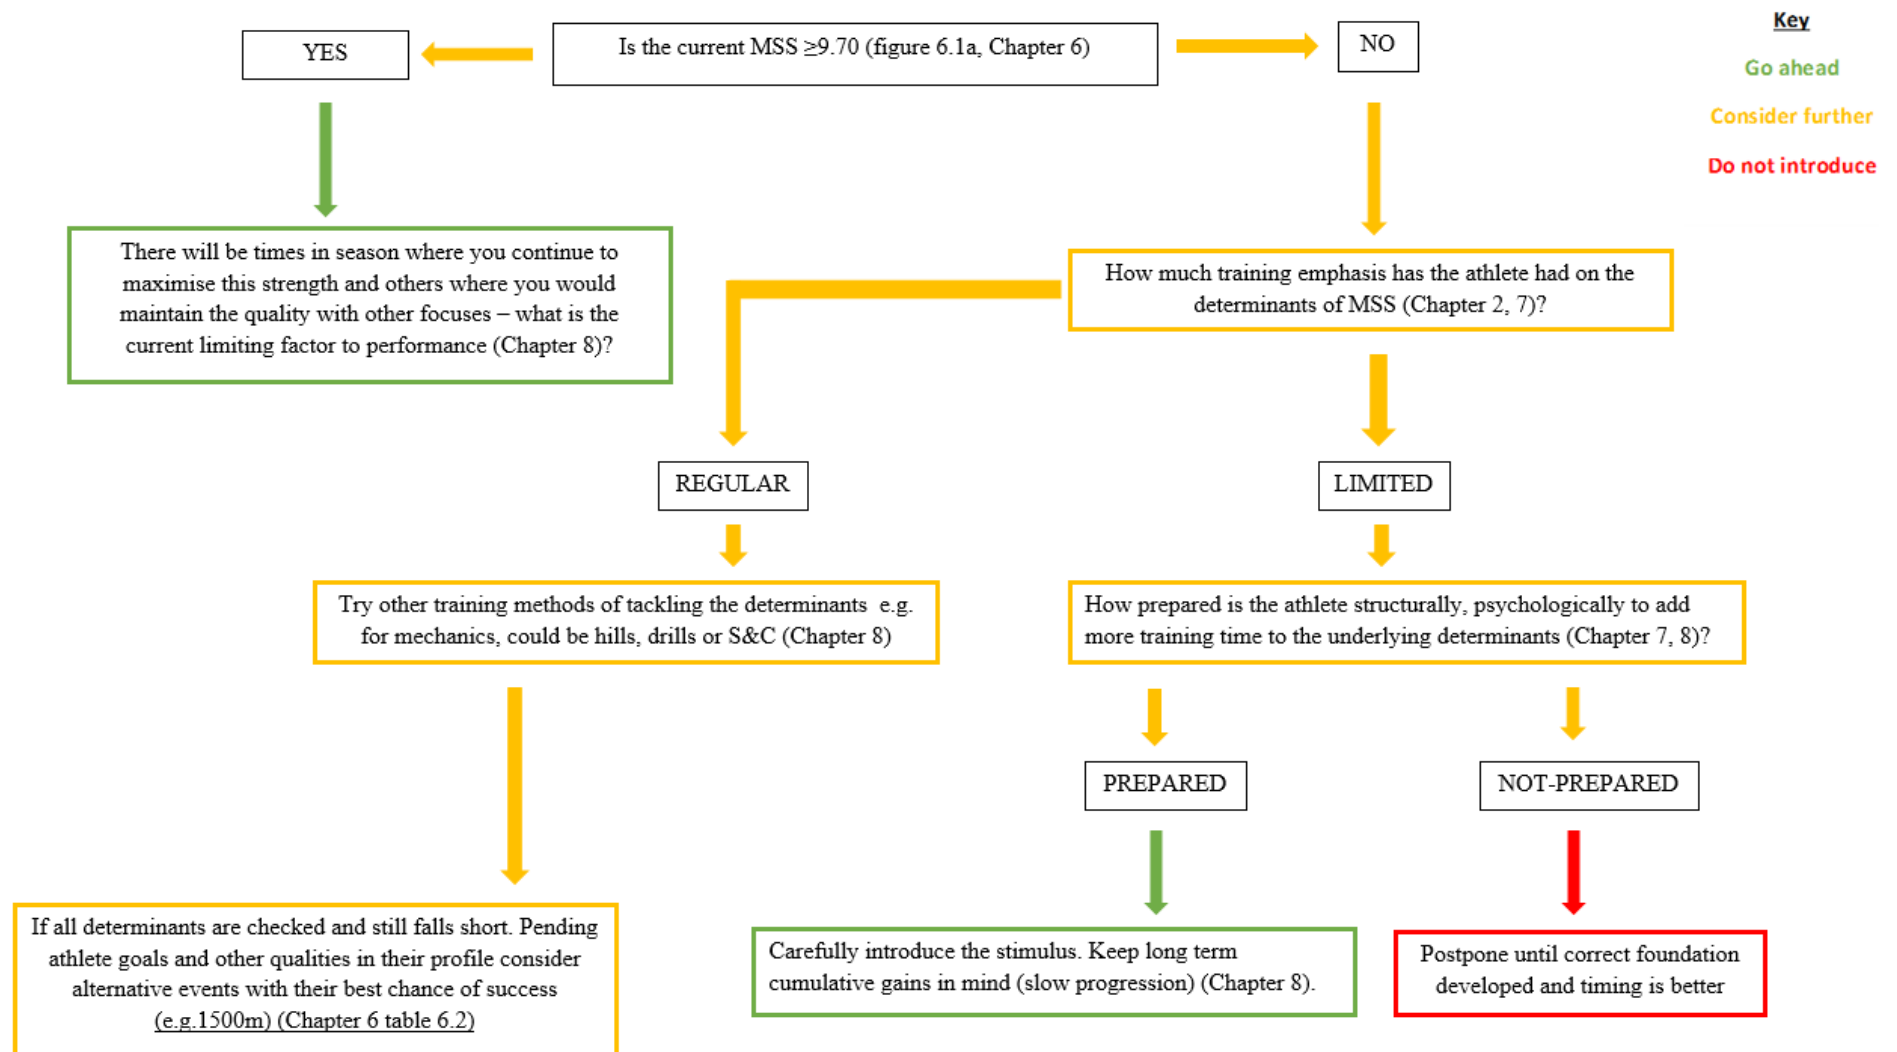 YES
Is the current MSS ≥9.70 (figure 6.1a, Chapter 6)
NO
Key
Go ahead
Consider further
Do not introduce
There will be times in season where you continue to
maximise this strength and others where you would
maintain the quality with other focuses – what is the
current limiting factor to performance (Chapter 8)?
How much training emphasis has the athlete had on the
determinants of MSS (Chapter 2, 7)?
REGULAR
LIMITED
Try other training methods of tackling the determinants e.g.
for mechanics, could be hills, drills or S&C (Chapter 8)
How prepared is the athlete structurally, psychologically to add
more training time to the underlying determinants (Chapter 7, 8)?
PREPARED
NOT-PREPARED
If all determinants are checked and still falls short. Pending
athlete goals and other qualities in their profile consider
alternative events with their best chance of success
(e.g.1500m) (Chapter 6 table 6.2)
Carefully introduce the stimulus. Keep long term
cumulative gains in mind (slow progression) (Chapter 8).
Postpone until correct foundation
developed and timing is better